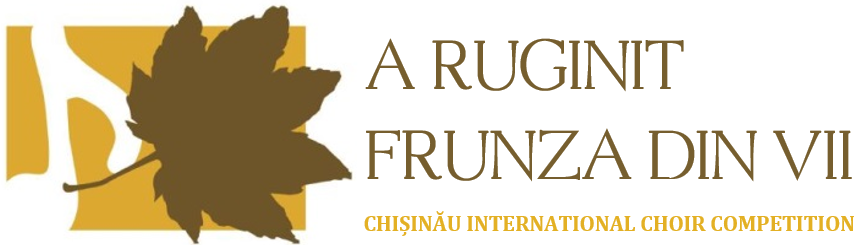 A RUGINIT
FRUNZA DIN VII
CHIȘINĂU INTERNATIONAL CHOIR COMPETITION